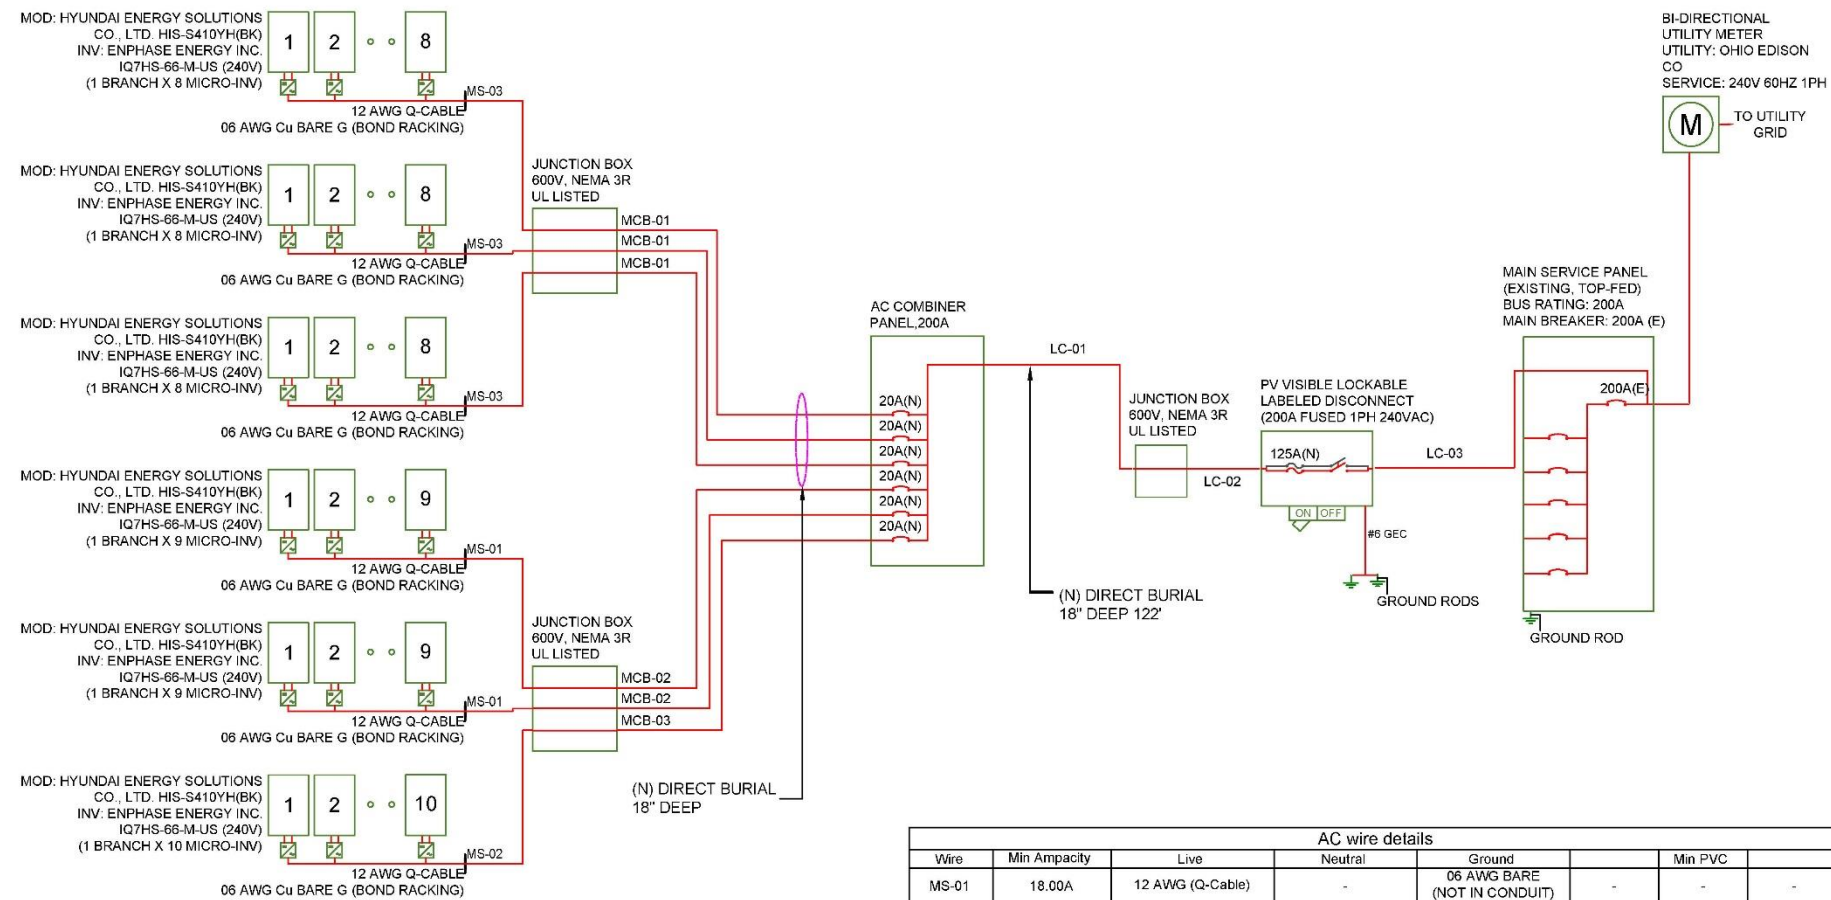 MOD: HYUNDAI ENERGY SOLUTIONS
CO., LTD. HIS-S410YH(BK)
INV: ENPHASE ENERGY INC.
IQ7HS-66-M-US (240V)
(1 BRANCH X 8 MICRO-INV)
1 2 8
MS-03
12 AWG Q-CABLE
06 AWG Cu BARE G (BOND RACKING)
MOD: HYUNDAI ENERGY SOLUTIONS
CO., LTD. HIS-S410YH(BK)
INV: ENPHASE ENERGY INC.
IQ7HS-66-M-US (240V)
(1 BRANCH X 8 MICRO-INV)
1 2 8
MS-03
12 AWG Q-CABLE
06 AWG Cu BARE G (BOND RACKING)
MOD: HYUNDAI ENERGY SOLUTIONS
CO., LTD. HIS-S410YH(BK)
INV: ENPHASE ENERGY INC.
IQ7HS-66-M-US (240V)
(1 BRANCH X 8 MICRO-INV)
1 2 8
MS-03
12 AWG Q-CABLE
06 AWG Cu BARE G (BOND RACKING)
MOD: HYUNDAI ENERGY SOLUTIONS
CO., LTD. HIS-S410YH(BK)
INV: ENPHASE ENERGY INC.
IQ7HS-66-M-US (240V)
(1 BRANCH X 9 MICRO-INV)
1 2 9
MS-01
12 AWG Q-CABLE
06 AWG Cu BARE G (BOND RACKING)
MOD: HYUNDAI ENERGY SOLUTIONS
CO., LTD. HIS-S410YH(BK)
INV: ENPHASE ENERGY INC.
IQ7HS-66-M-US (240V)
(1 BRANCH X 9 MICRO-INV)
1 2 9
MS-01
12 AWG Q-CABLE
06 AWG Cu BARE G (BOND RACKING)
MOD: HYUNDAI ENERGY SOLUTIONS
CO., LTD. HIS-S410YH(BK)
INV: ENPHASE ENERGY INC.
IQ7HS-66-M-US (240V)
(1 BRANCH X 10 MICRO-INV)
1 2 10
MS-02
12 AWG Q-CABLE
06 AWG Cu BARE G (BOND RACKING)
JUNCTION BOX
600V, NEMA 3R
UL LISTED
MCB-01
MCB-01
MCB-01
JUNCTION BOX
600V, NEMA 3R
UL LISTED
MCB-02
MCB-02
MCB-03
(N) DIRECT BURIAL
18" DEEP
AC COMBINER
PANEL,200A
20A(N)
20A(N)
20A(N)
20A(N)
20A(N)
20A(N)
LC-01
(N) DIRECT BURIAL
18" DEEP 122'
JUNCTION BOX
600V, NEMA 3R
UL LISTED
LC-02
PV VISIBLE LOCKABLE
LABELED DISCONNECT
(200A FUSED 1PH 240VAC)
125A(N)
ON OFF
#6 GEC
GROUND RODS
LC-03
MAIN SERVICE PANEL
(EXISTING, TOP-FED)
BUS RATING: 200A
MAIN BREAKER: 200A (E)
200A(E)
GROUND ROD
BI-DIRECTIONAL
UTILITY METER
UTILITY: OHIO EDISON
CO
SERVICE: 240V 60HZ 1PH
M
TO UTILITY
GRID
AC wire details
Wire Min Ampacity Live Neutral Ground Min PVC
MS-01 18.00A 12 AWG (Q-Cable) - 06 AWG BARE (NOT IN CONDUIT) - - -